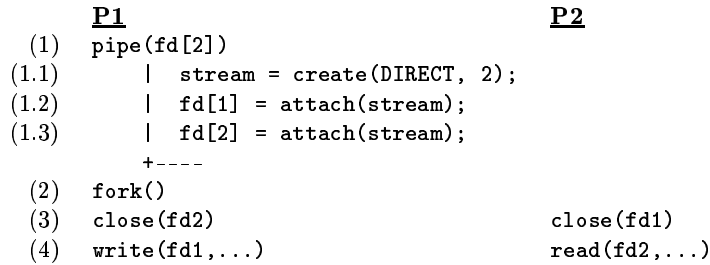 P1 P2
(1) pipe(fd[2])
(1.1) | stream = create(DIRECT, 2);
(1.2) | fd[1] = attach(stream);
(1.3) | fd[2] = attach(stream);
+----
(2) fork()
(3) close(fd2) close(fd1)
(4) write(fd1,...) read(fd2,...)